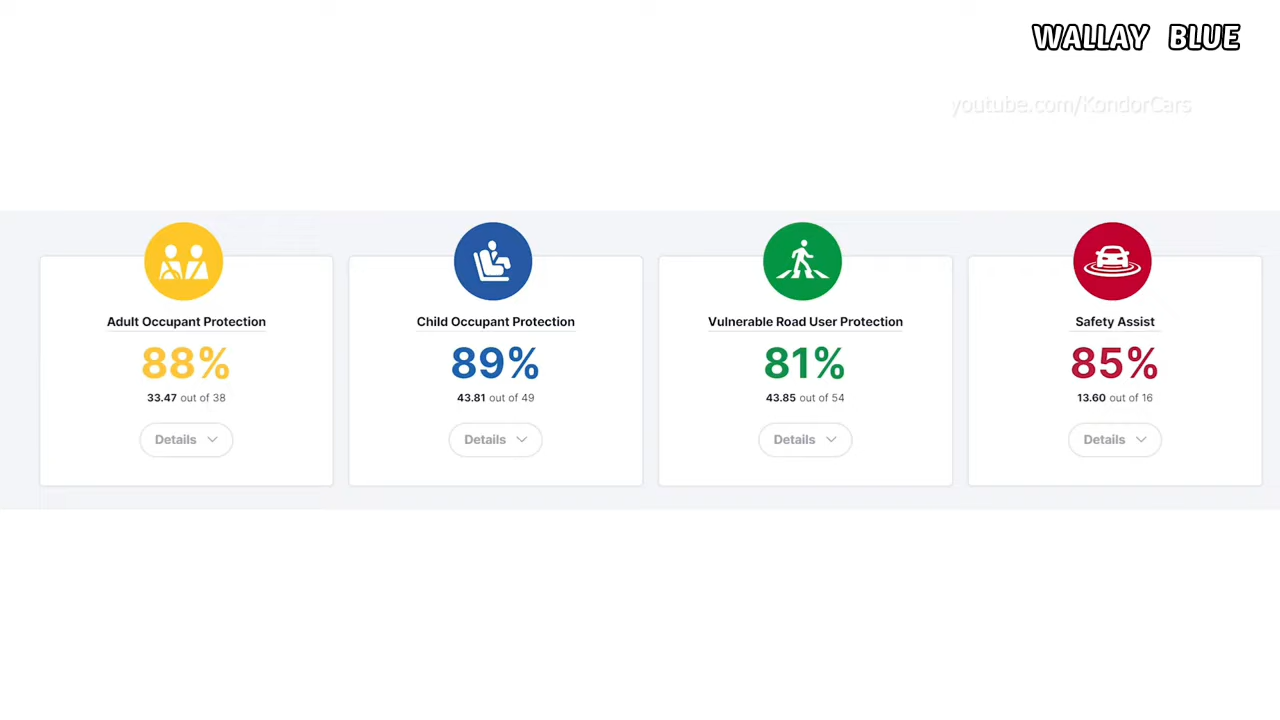 WALLAY BLUE
youtube.com/KondorCars
Adult Occupant Protection
88%
33.47 out of 38
Details
Child Occupant Protection
89%
43.81 out of 49
Details
Vulnerable Road User Protection
81%
43.85 out of 54
Details
Safety Assist
85%
13.60 out of 16
Details